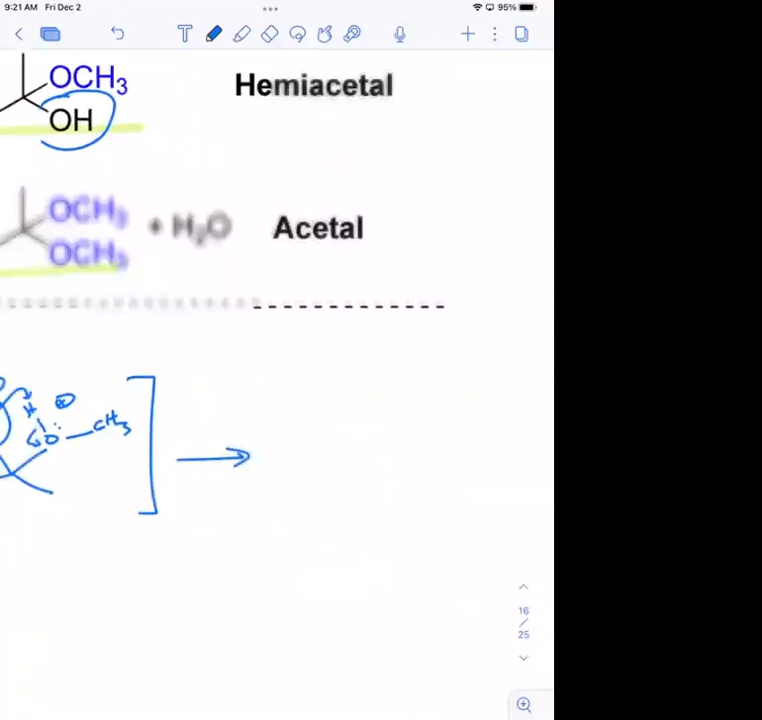 9:21 AM Fri Dec 2
95%
OCH3
OH
Hemiacetal
OCH3
+ H2O
OCH3
Acetal
H ⊕
O
CH3
16
/
25